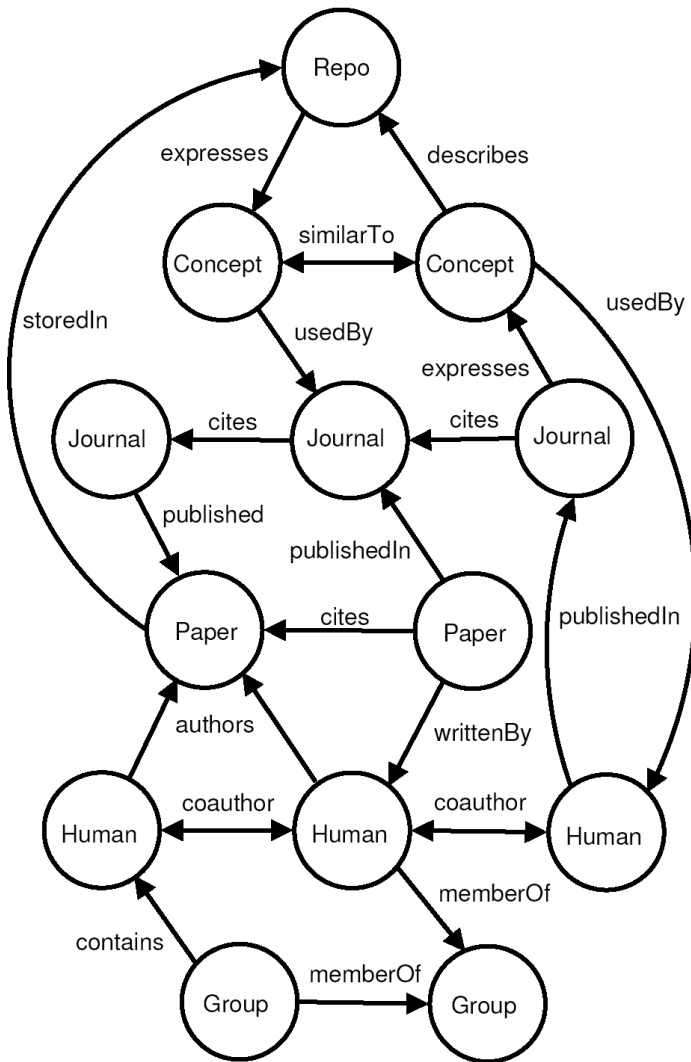 Repo
expresses
describes
similarTo
Concept
Concept
usedBy
storedIn
usedBy
expresses
cites
cites
Journal
Journal
Journal
published
publishedIn
cites
publishedIn
Paper
Paper
authors
writtenBy
coauthor
coauthor
Human
Human
Human
memberOf
contains
memberOf
Group
Group